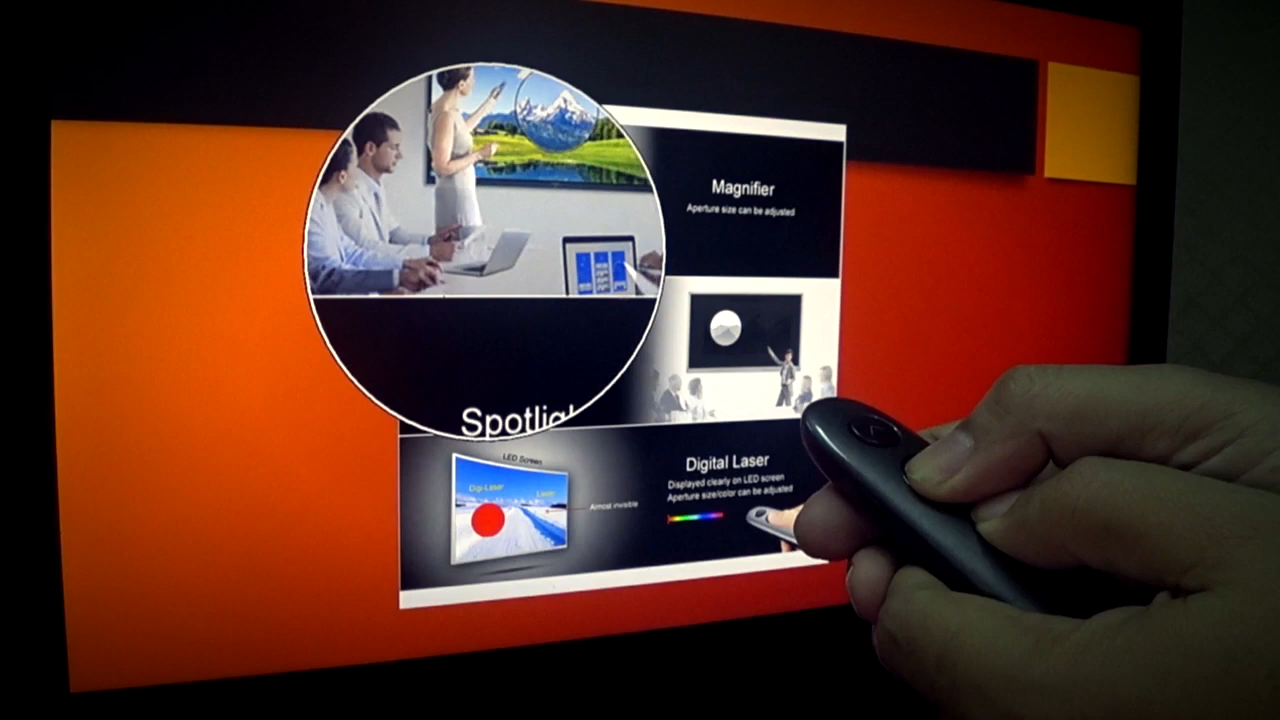 Magnifier
Aperture size can be adjusted
Spotlig
LED Screen
Digi-Laser
Laser
Almost invisible
Digital Laser
Displayed clearly on LED screen
Aperture size/color can be adjusted